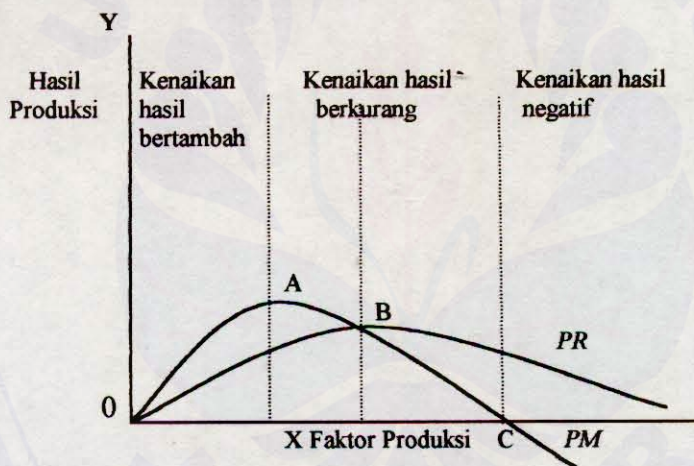 Y
Hasil
Produksi
Kenaikan
hasil
bertambah
Kenaikan hasil
berkurang
Kenaikan hasil
negatif
A
B
PR
0
X Faktor Produksi
C
PM